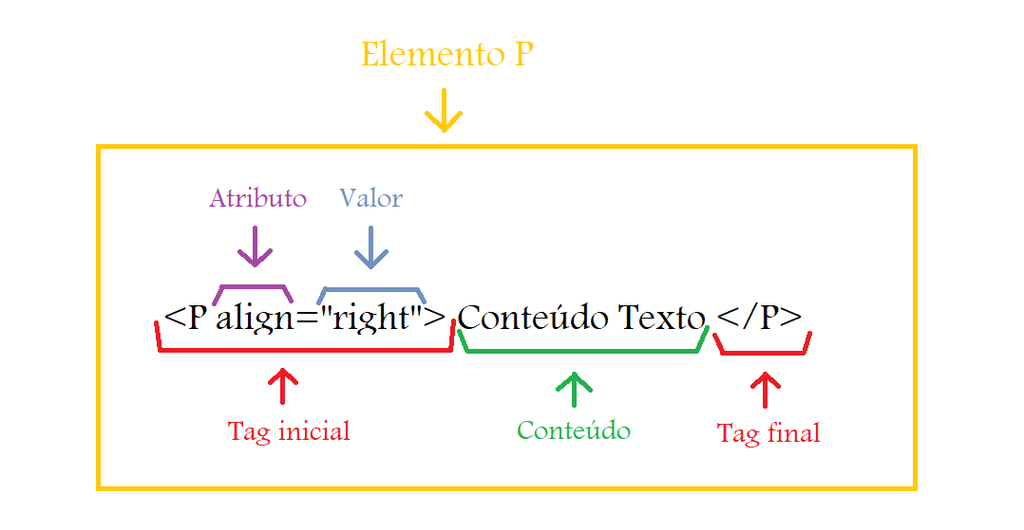 Elemento P
Atributo Valor
<P align="right"> Conteúdo Texto </P>
Tag inicial Conteúdo Tag final